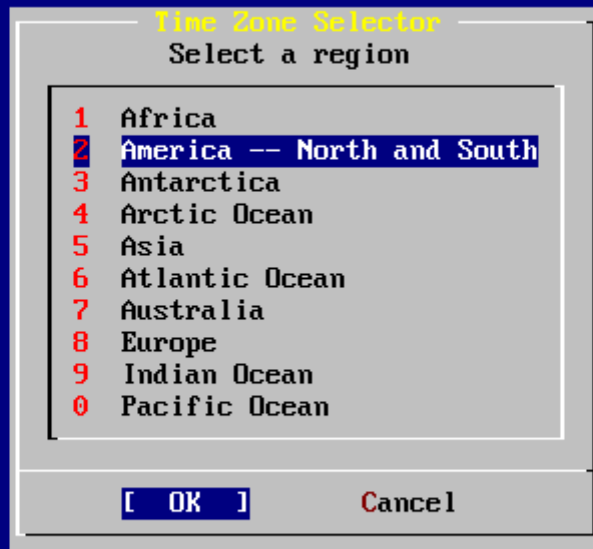 Time Zone Selector
Select a region
1 Africa
2 America -- North and South
3 Antarctica
4 Arctic Ocean
5 Asia
6 Atlantic Ocean
7 Australia
8 Europe
9 Indian Ocean
0 Pacific Ocean
[ OK ] Cancel